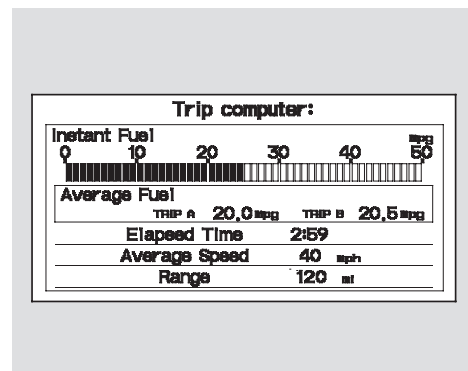 Trip computer:
Instant Fuel mpg
0 10 20 30 40 50
Average Fuel
TRIP A 20.0 mpg TRIP B 20.5 mpg
Elapsed Time 2:59
Average Speed 40 mph
Range 120 mi